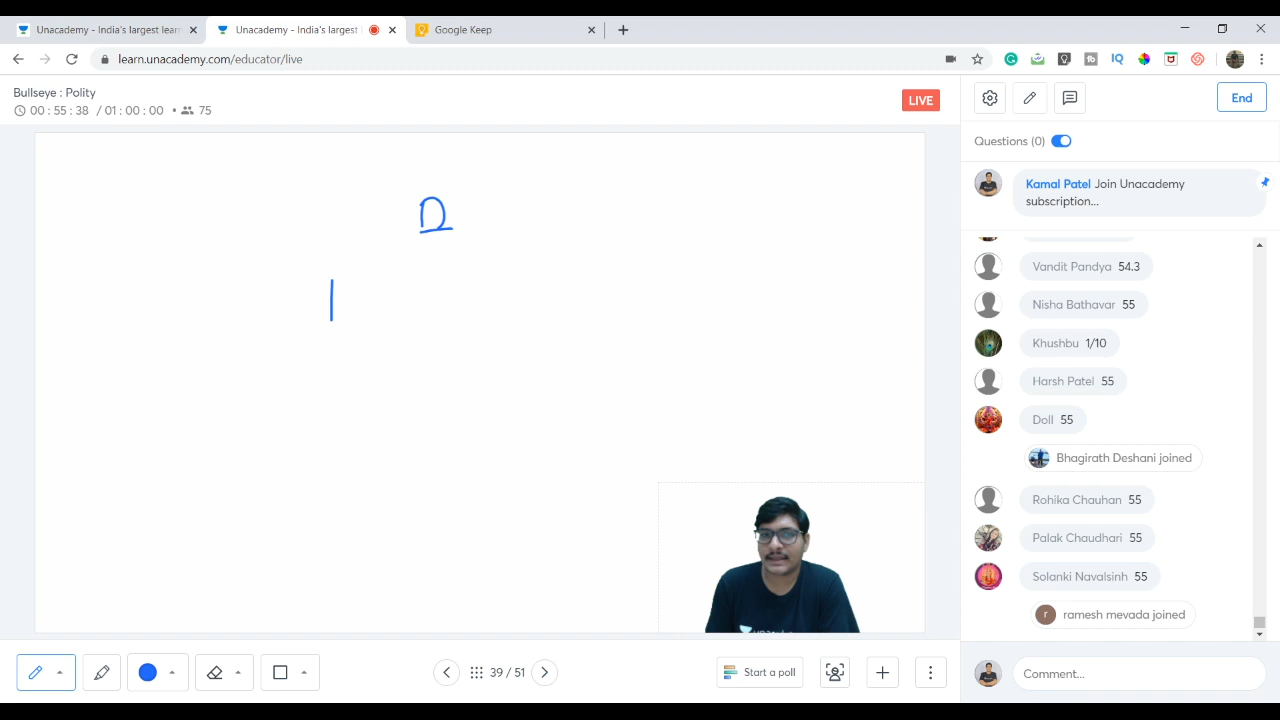 Unacademy - India's largest learn
Unacademy - India's largest
Google Keep
learn.unacademy.com/educator/live
Bullseye : Polity
00 : 55 : 38 / 01 : 00 : 00 • 75
LIVE
End
Questions (0)
Kamal Patel Join Unacademy
subscription...
D
Vandit Pandya 54.3
Nisha Bathavar 55
Khushbu 1/10
Harsh Patel 55
Doll 55
Bhagirath Deshani joined
Rohika Chauhan 55
Palak Chaudhari 55
Solanki Navalsinh 55
r ramesh mevada joined
39 / 51
Start a poll
Comment...